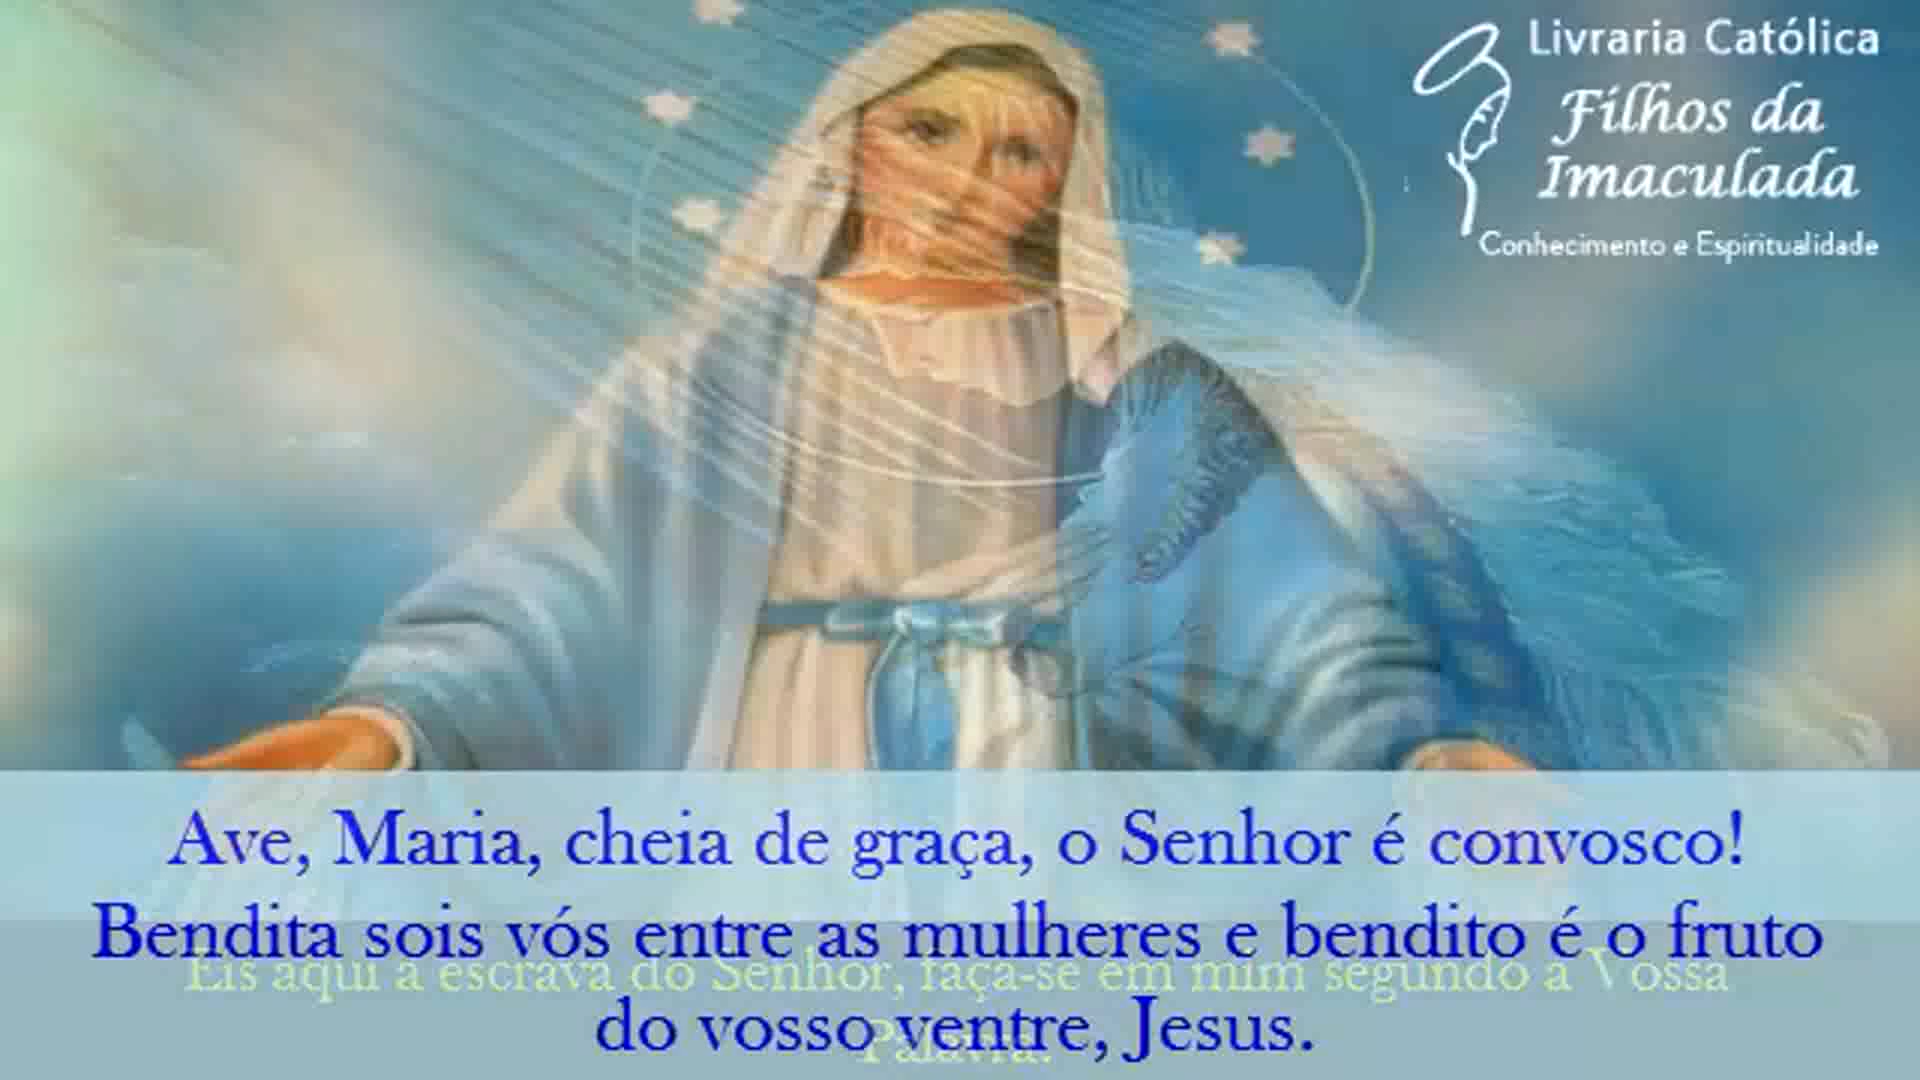 Livraria Católica
Filhos da
Imaculada
Conhecimento e Espiritualidade
Ave, Maria, cheia de graça, o Senhor é convosco!
Bendita sois vós entre as mulheres e bendito é o fruto
Eis aqui a escrava do Senhor, faça-se em mim segundo a Vossa
do vosso ventre, Jesus.
Palavra.